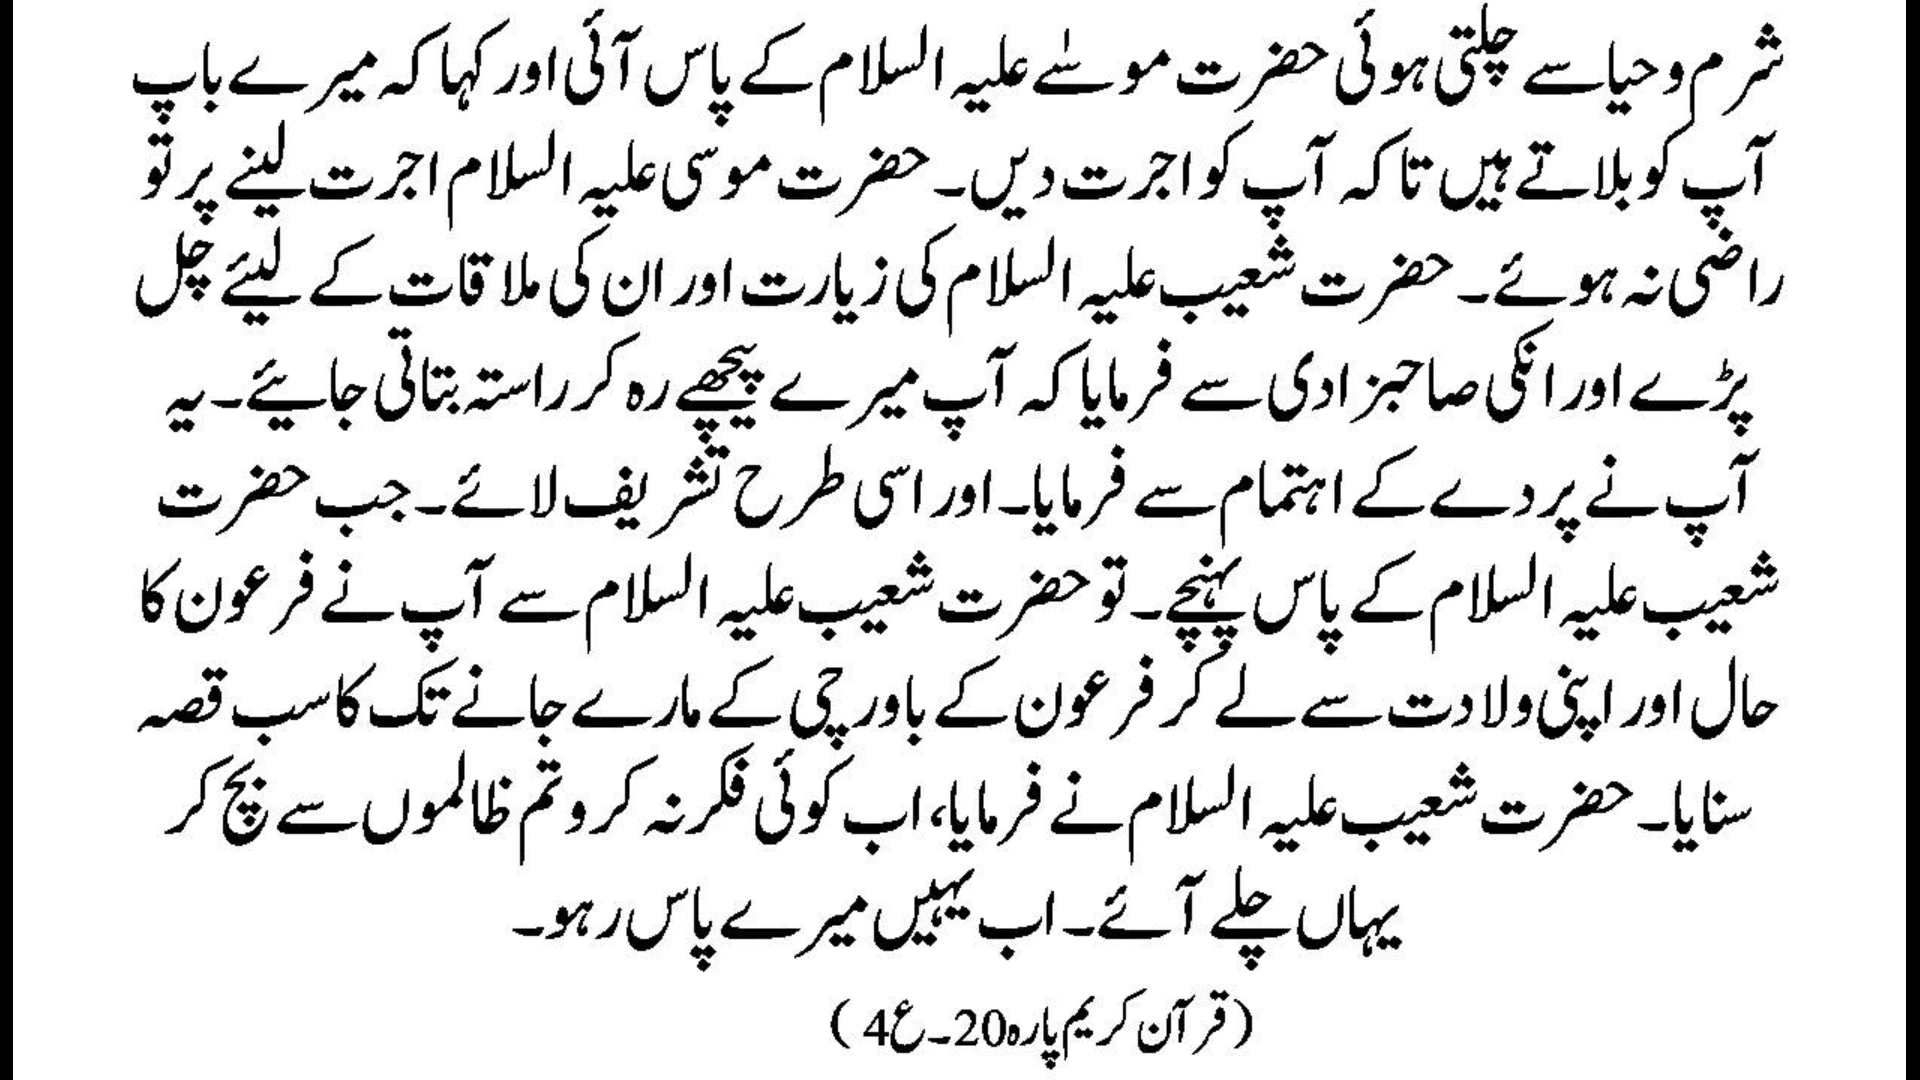 شرم وحیا سے چلتی ہوئی حضرت موسٰے علیہ السلام کے پاس آئی اور کہا کہ میرے باپ
آپ کو بلاتے ہیں تاکہ آپ کو اجرت دیں۔ حضرت موسی علیہ السلام اجرت لینے پر تو
راضی نہ ہوئے۔ حضرت شعیب علیہ السلام کی زیارت اور ان کی ملاقات کے لیئے چل
پڑے اور انکی صاحبزادی سے فرمایا کہ آپ میرے پیچھے رہ کر راستہ بتاتی جایئے۔ یہ
آپ نے پردے کے اہتمام سے فرمایا۔ اور اسی طرح تشریف لائے۔ جب حضرت
شعیب علیہ السلام کے پاس پہنچے۔ تو حضرت شعیب علیہ السلام سے آپ نے فرعون کا
حال اور اپنی ولادت سے لے کر فرعون کے باورچی کے مارے جانے تک کا سب قصہ
سنایا۔ حضرت شعیب علیہ السلام نے فرمایا، اب کوئی فکر نہ کرو تم ظالموں سے بچ کر
یہاں چلے آئے۔ اب یہیں میرے پاس رہو۔
(قرآن کریم پارہ 20۔ ع 4)